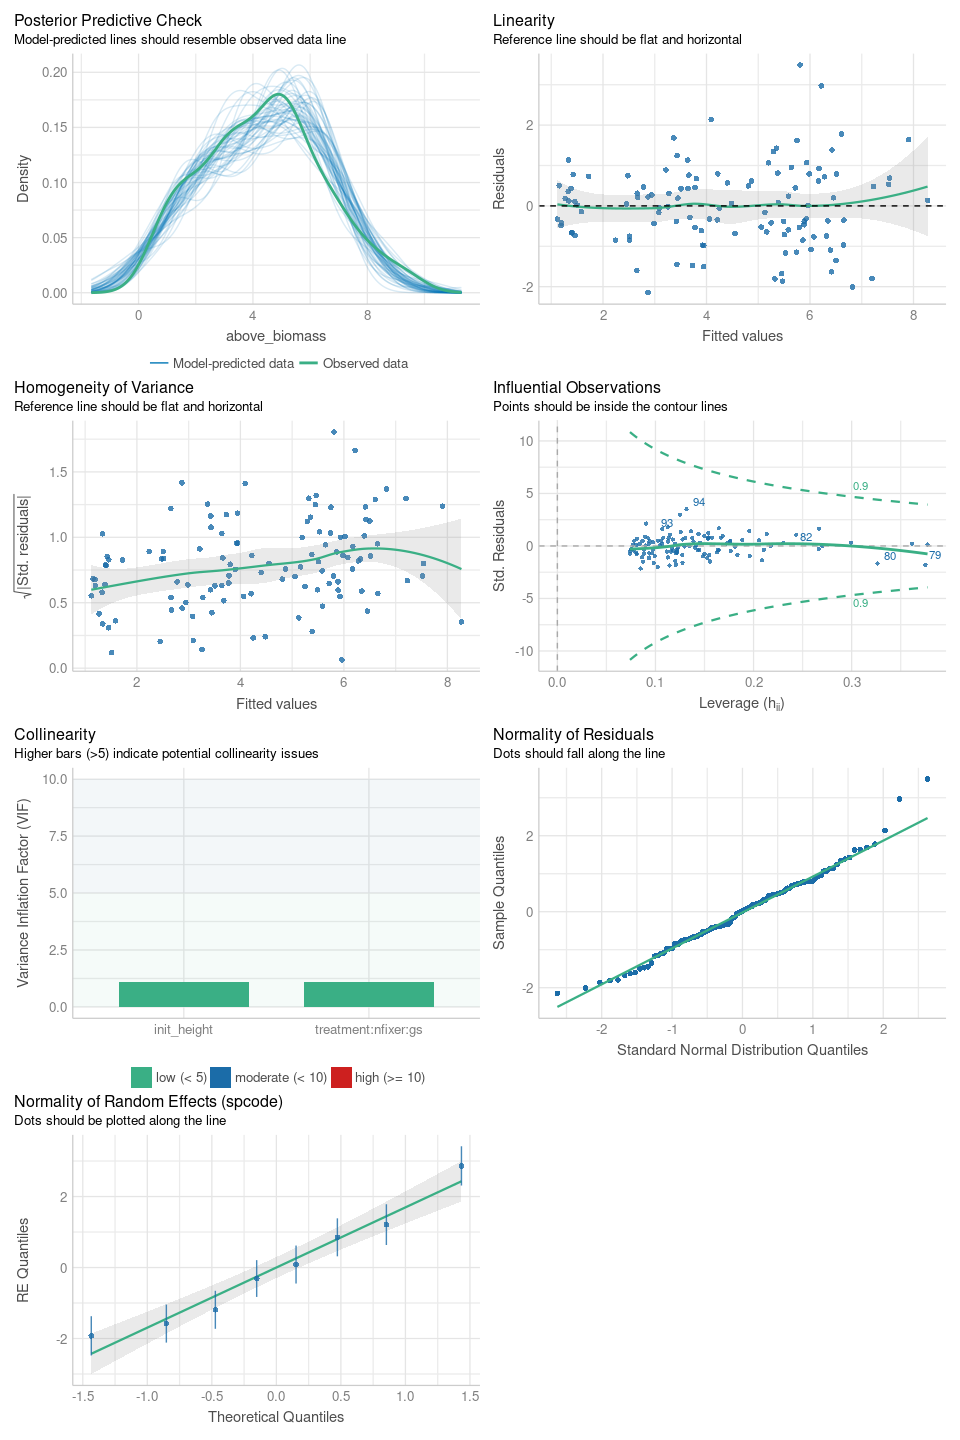 Posterior Predictive Check
Model-predicted lines should resemble observed data line
0.20
0.15
0.10
0.05
0.00
Density
0 4 8
above_biomass
Model-predicted data Observed data
Linearity
Reference line should be flat and horizontal
2
0
-2
Residuals
2 4 6 8
Fitted values
Homogeneity of Variance
Reference line should be flat and horizontal
1.5
1.0
0.5
0.0
√|Std. residuals|
2 4 6 8
Fitted values
Influential Observations
Points should be inside the contour lines
10
5
0
-5
-10
Std. Residuals
0.9
94
93
82
80
79
0.9
0.0 0.1 0.2 0.3
Leverage (hii)
Collinearity
Higher bars (>5) indicate potential collinearity issues
10.0
7.5
5.0
2.5
0.0
Variance Inflation Factor (VIF)
init_height treatment:nfixer:gs
low (< 5) moderate (< 10) high (>= 10)
Normality of Residuals
Dots should fall along the line
2
0
-2
Sample Quantiles
-2 -1 0 1 2
Standard Normal Distribution Quantiles
Normality of Random Effects (spcode)
Dots should be plotted along the line
2
0
-2
RE Quantiles
-1.5 -1.0 -0.5 0.0 0.5 1.0 1.5
Theoretical Quantiles